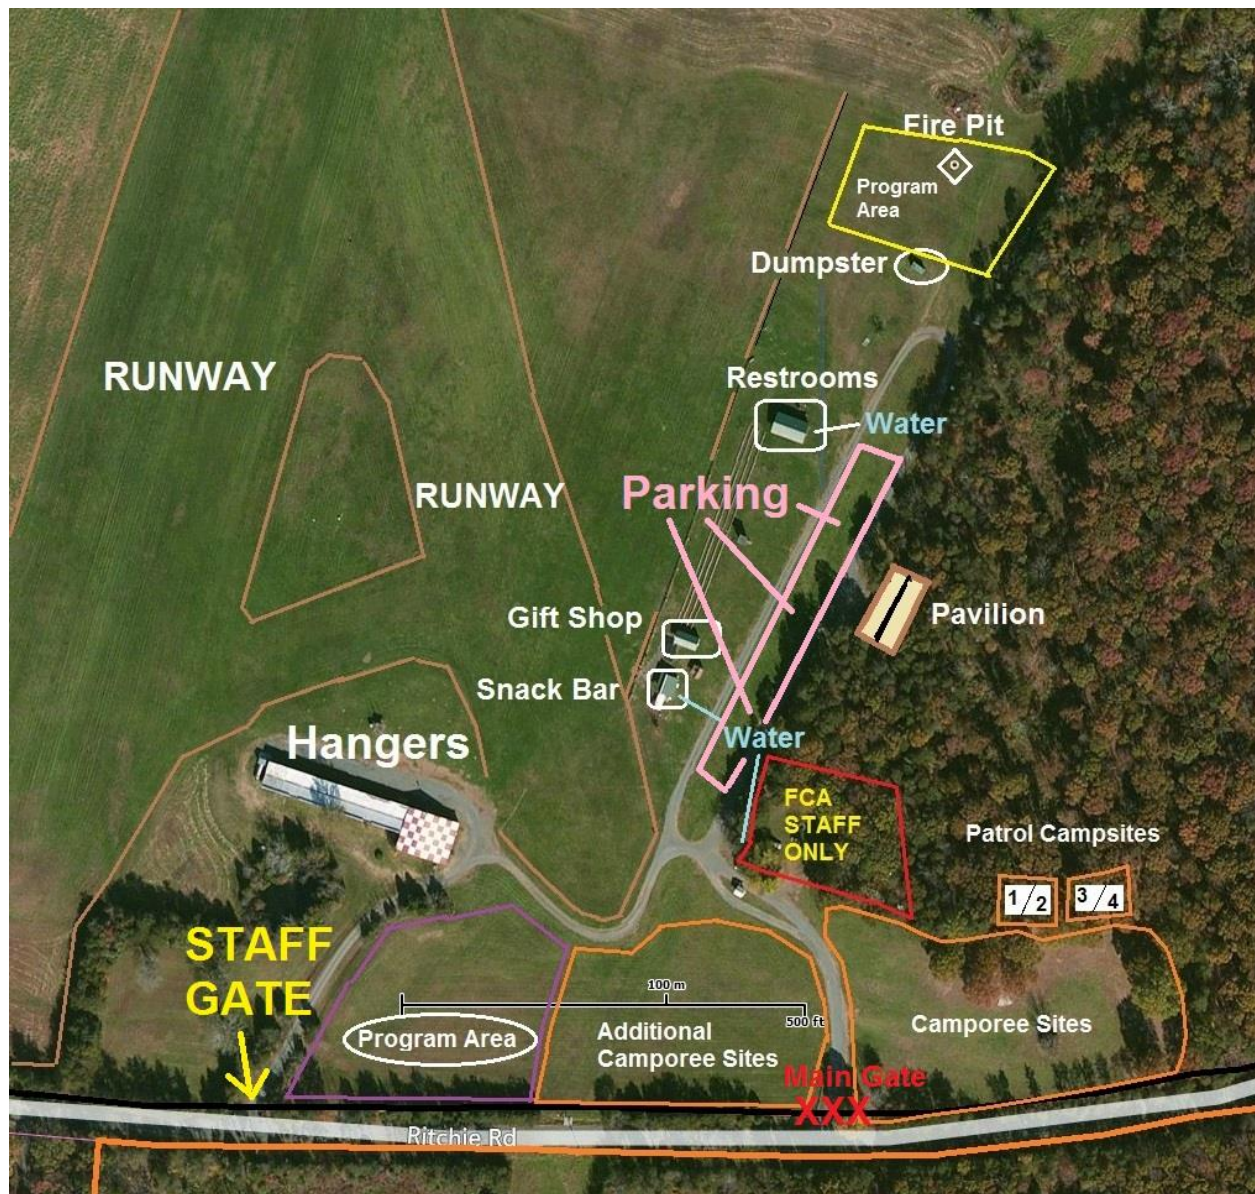 Fire Pit
Program
Area
Dumpster
RUNWAY
Restrooms
Water
RUNWAY
Parking
Gift Shop
Pavilion
Snack Bar
Water
Hangers
FCA
STAFF
ONLY
Patrol Campsites
1/2
3/4
STAFF
GATE
100 m
500 ft
Program Area
Additional
Camporee Sites
Camporee Sites
Main Gate
XXX
Ritchie Rd